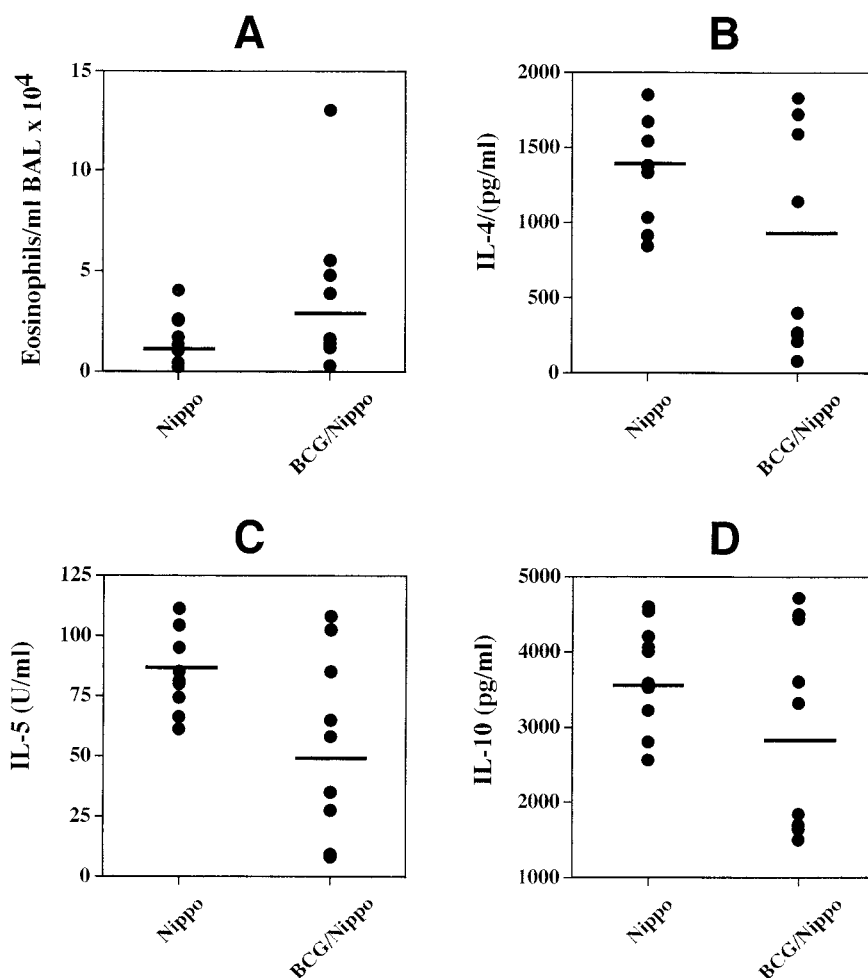 A
Eosinophils/ml BAL x 10⁴
15
10
5
0
Nippo
BCG/Nippo
B
IL-4/(pg/ml)
2000
1500
1000
500
0
Nippo
BCG/Nippo
C
IL-5 (U/ml)
125
100
75
50
25
0
Nippo
BCG/Nippo
D
IL-10 (pg/ml)
5000
4000
3000
2000
1000
Nippo
BCG/Nippo